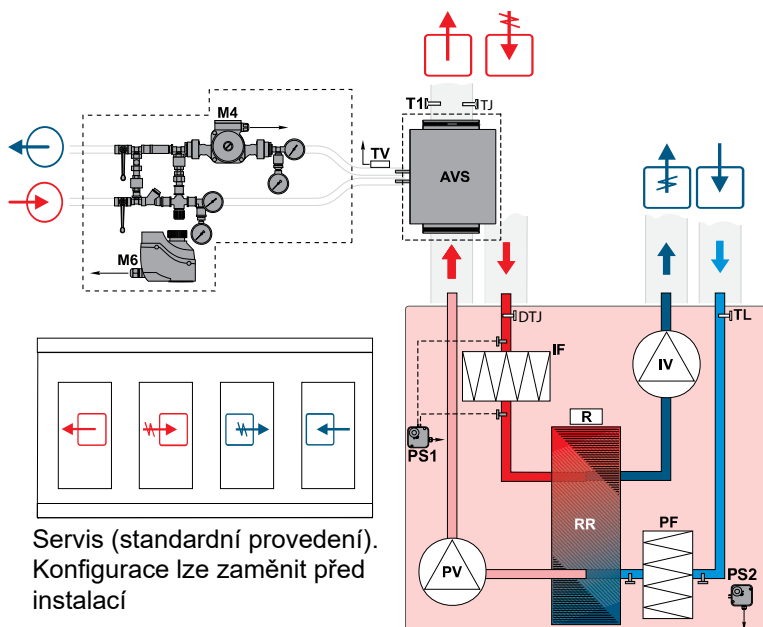 M4
T1
TJ
TV
AVS
M6
DTJ
TL
IF
IV
PS1
R
RR
PF
PV
PS2
Servis (standardní provedení).
Konfigurace lze zaměnit před
instalací